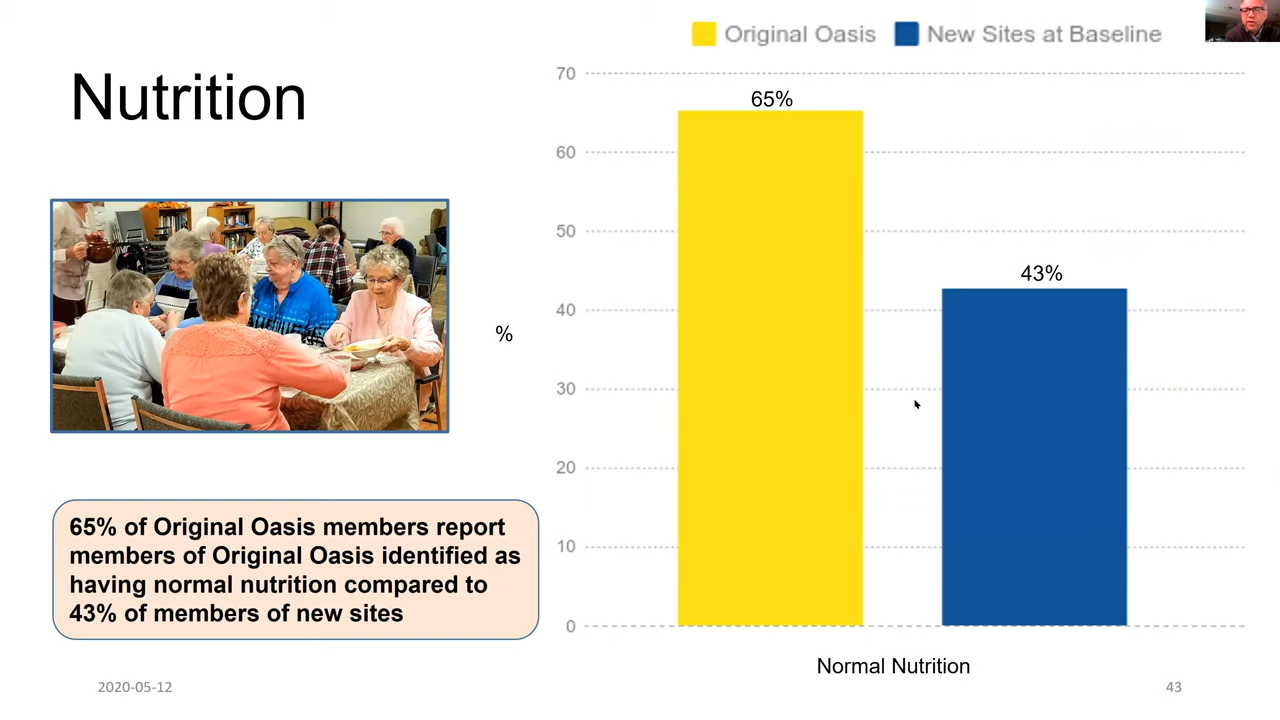 Nutrition
Original Oasis New Sites at Baseline
70
60
50
40
30
20
10
0
%
65%
43%
Normal Nutrition
65% of Original Oasis members report
members of Original Oasis identified as
having normal nutrition compared to
43% of members of new sites
2020-05-12
43